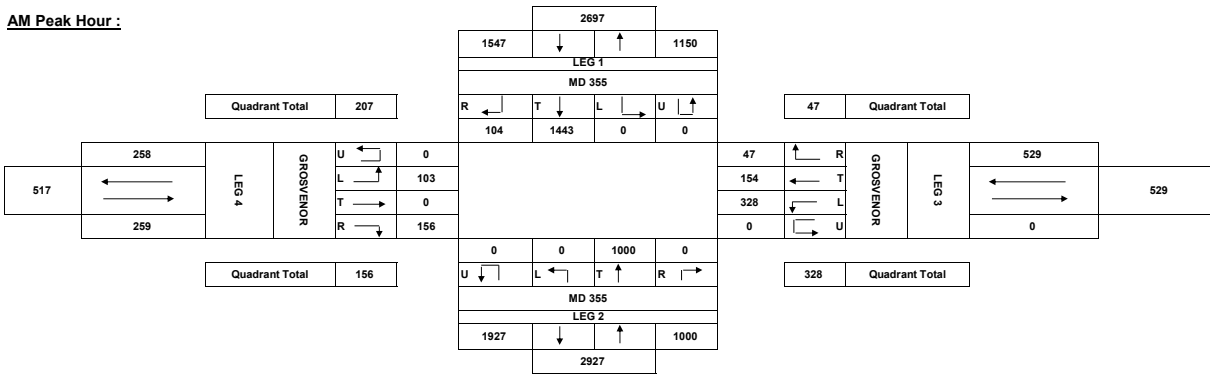 AM Peak Hour :
2697
1547 1150
LEG 1
MD 355
Quadrant Total 207
R T L U
47 Quadrant Total
104 1443 0 0
258
U 0
47 R
529
517
LEG 4
GROSVENOR
L 103
154 T
GROSVENOR
LEG 3
529
T 0
328 L
259
R 156
0 U
0
0 0 1000 0
Quadrant Total 156
U L T R
328 Quadrant Total
MD 355
LEG 2
1927 1000
2927